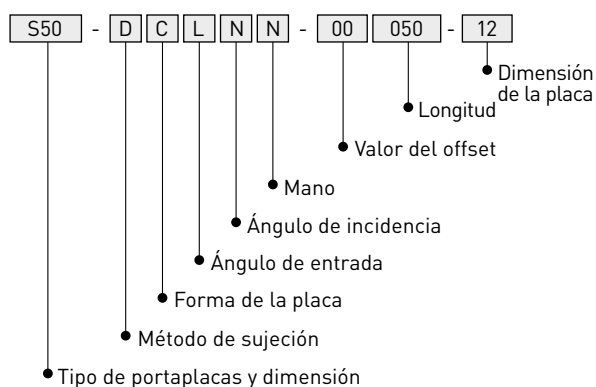 S50 - D C L N N - 00 050 - 12
Dimensión
de la placa
Longitud
Valor del offset
Mano
Ángulo de incidencia
Ángulo de entrada
Forma de la placa
Método de sujeción
Tipo de portaplacas y dimensión